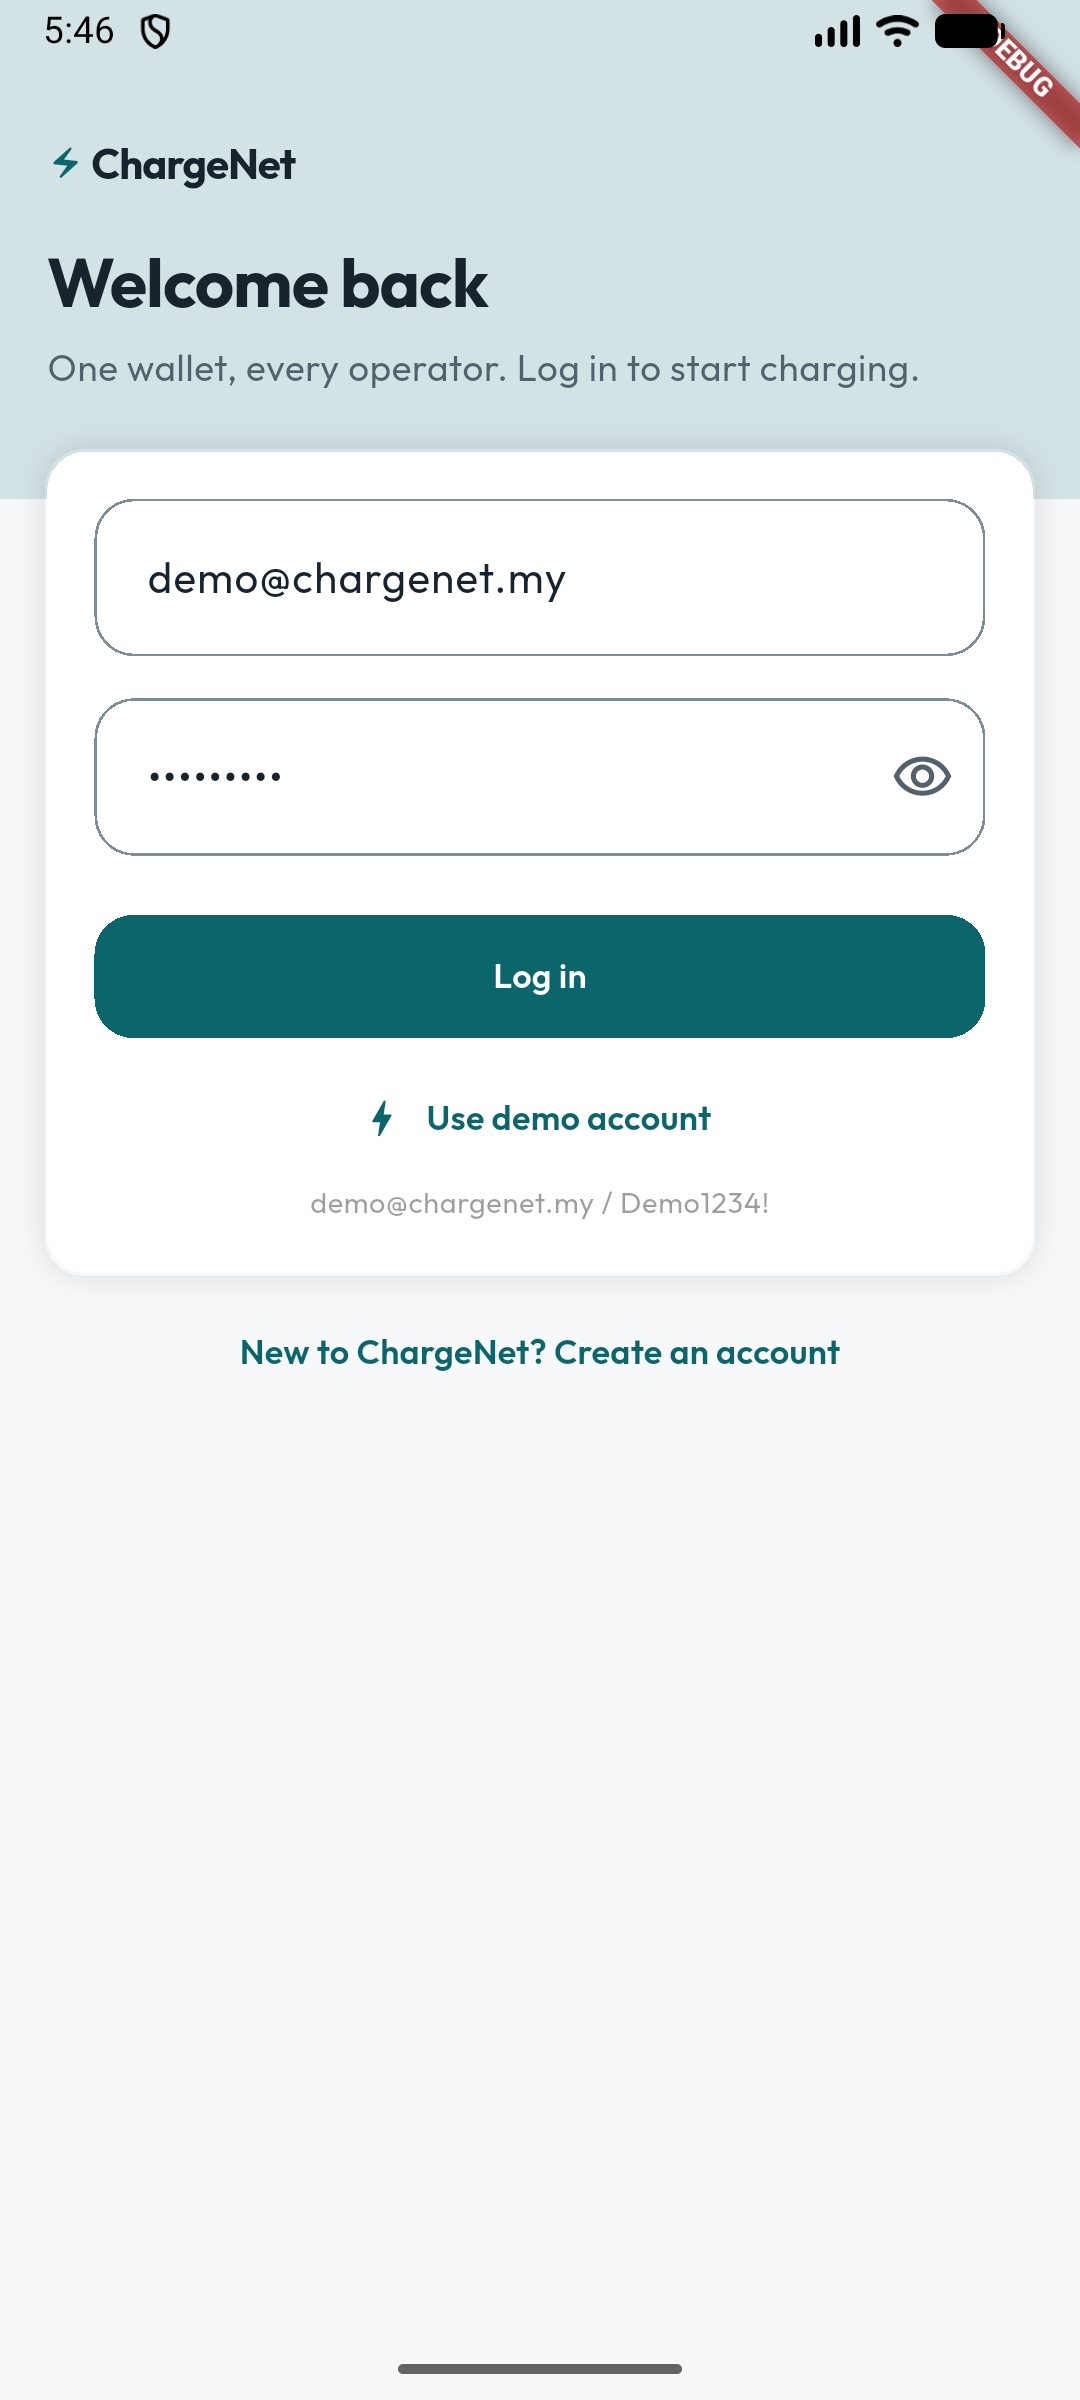 5:46
EBUG
ChargeNet
Welcome back
One wallet, every operator. Log in to start charging.
demo@chargenet.my
•••••••••
Log in
Use demo account
demo@chargenet.my / Demo1234!
New to ChargeNet? Create an account